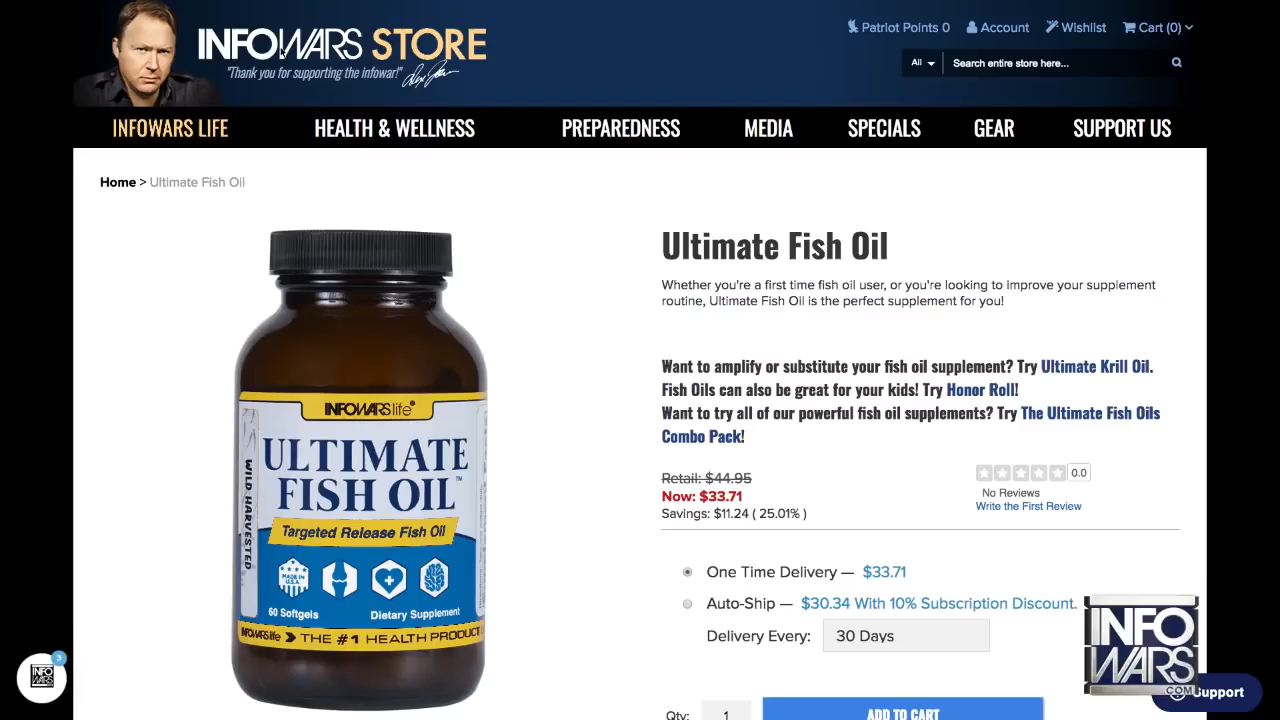 INFOWARS STORE
"Thank you for supporting the infowar!" Alex Jones
Patriot Points 0 Account Wishlist Cart (0)
All Search entire store here...
INFOWARS LIFE HEALTH & WELLNESS PREPAREDNESS MEDIA SPECIALS GEAR SUPPORT US
Home > Ultimate Fish Oil
Ultimate Fish Oil
Whether you're a first time fish oil user, or you're looking to improve your supplement
routine, Ultimate Fish Oil is the perfect supplement for you!
Want to amplify or substitute your fish oil supplement? Try Ultimate Krill Oil.
Fish Oils can also be great for your kids! Try Honor Roll!
Want to try all of our powerful fish oil supplements? Try The Ultimate Fish Oils
Combo Pack!
Retail: $44.95
Now: $33.71
Savings: $11.24 ( 25.01% )
0.0
No Reviews
Write the First Review
One Time Delivery — $33.71
Auto-Ship — $30.34 With 10% Subscription Discount.
Delivery Every: 30 Days
Qty: 1 ADD TO CART
INFOWARS life®
ULTIMATE
FISH OIL™
Targeted Release Fish Oil
WILD HARVESTED
MADE IN
U.S.A
60 Softgels Dietary Supplement
INFOWARS life THE #1 HEALTH PRODUCT
INFO
WARS
3
INFO
WARS
.COM
Support